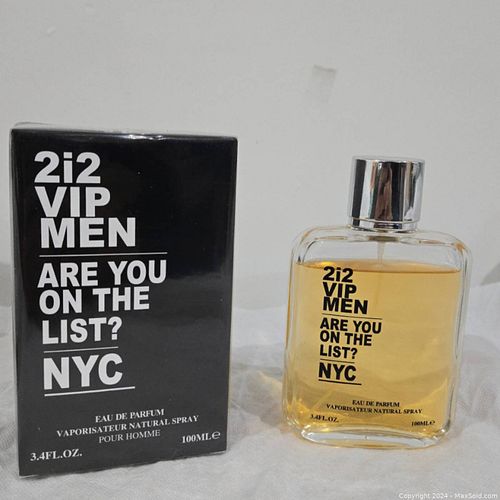 2i2
VIP
MEN
ARE YOU
ON THE
LIST?
NYC
EAU DE PARFUM
VAPORISATEUR NATURAL SPRAY
POUR HOMME
3.4FL.OZ.
100ML℮
2i2
VIP
MEN
ARE YOU
ON THE
LIST?
NYC
EAU DE PARFUM
VAPORISATEUR NATURAL SPRAY
3.4FL.OZ.
100ML℮
Copyright 2024 - MaxSold.com